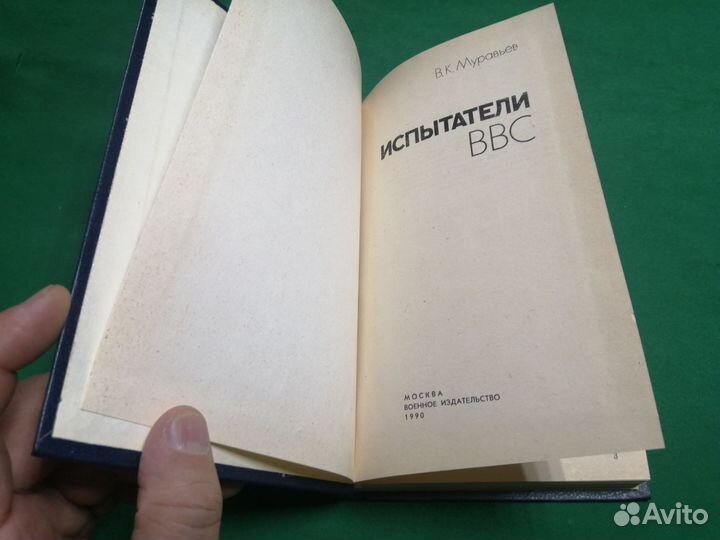 В.К. Муравьев
ИСПЫТАТЕЛИ
ВВС
МОСКВА
ВОЕННОЕ ИЗДАТЕЛЬСТВО
1990
Avito